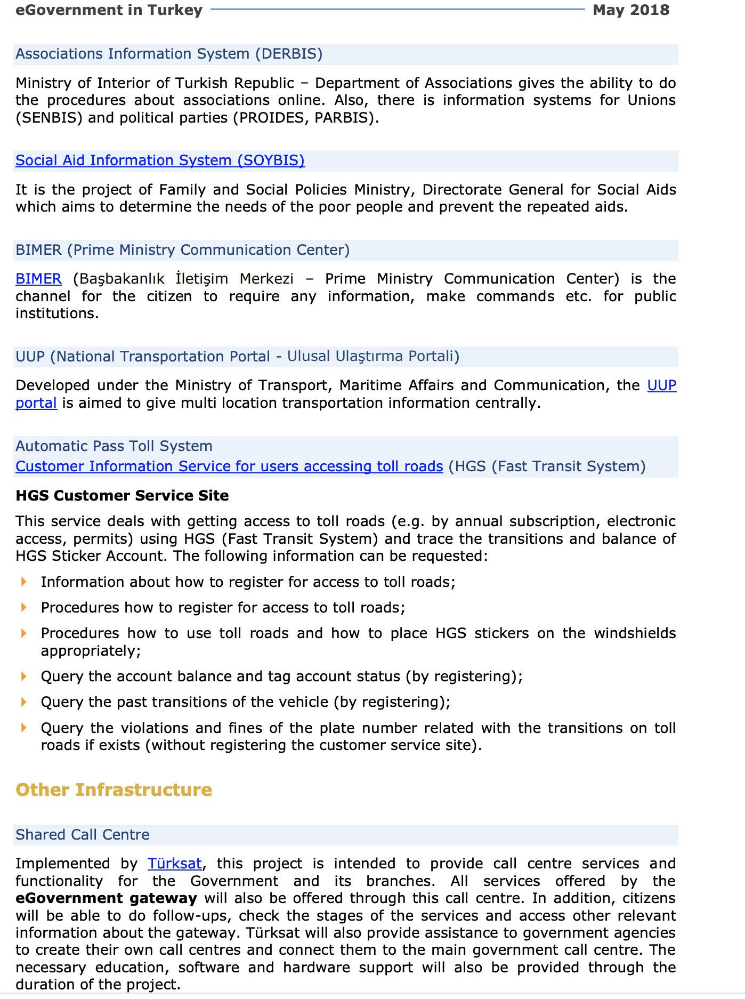 eGovernment in Turkey May 2018
Associations Information System (DERBIS)
Ministry of Interior of Turkish Republic – Department of Associations gives the ability to do
the procedures about associations online. Also, there is information systems for Unions
(SENBIS) and political parties (PROIDES, PARBIS).
Social Aid Information System (SOYBIS)
It is the project of Family and Social Policies Ministry, Directorate General for Social Aids
which aims to determine the needs of the poor people and prevent the repeated aids.
BIMER (Prime Ministry Communication Center)
BIMER (Başbakanlık İletişim Merkezi – Prime Ministry Communication Center) is the
channel for the citizen to require any information, make commands etc. for public
institutions.
UUP (National Transportation Portal - Ulusal Ulaştırma Portali)
Developed under the Ministry of Transport, Maritime Affairs and Communication, the UUP
portal is aimed to give multi location transportation information centrally.
Automatic Pass Toll System
Customer Information Service for users accessing toll roads (HGS (Fast Transit System)
HGS Customer Service Site
This service deals with getting access to toll roads (e.g. by annual subscription, electronic
access, permits) using HGS (Fast Transit System) and trace the transitions and balance of
HGS Sticker Account. The following information can be requested:
Information about how to register for access to toll roads;
Procedures how to register for access to toll roads;
Procedures how to use toll roads and how to place HGS stickers on the windshields
appropriately;
Query the account balance and tag account status (by registering);
Query the past transitions of the vehicle (by registering);
Query the violations and fines of the plate number related with the transitions on toll
roads if exists (without registering the customer service site).
Other Infrastructure
Shared Call Centre
Implemented by Türksat, this project is intended to provide call centre services and
functionality for the Government and its branches. All services offered by the
eGovernment gateway will also be offered through this call centre. In addition, citizens
will be able to do follow-ups, check the stages of the services and access other relevant
information about the gateway. Türksat will also provide assistance to government agencies
to create their own call centres and connect them to the main government call centre. The
necessary education, software and hardware support will also be provided through the
duration of the project.